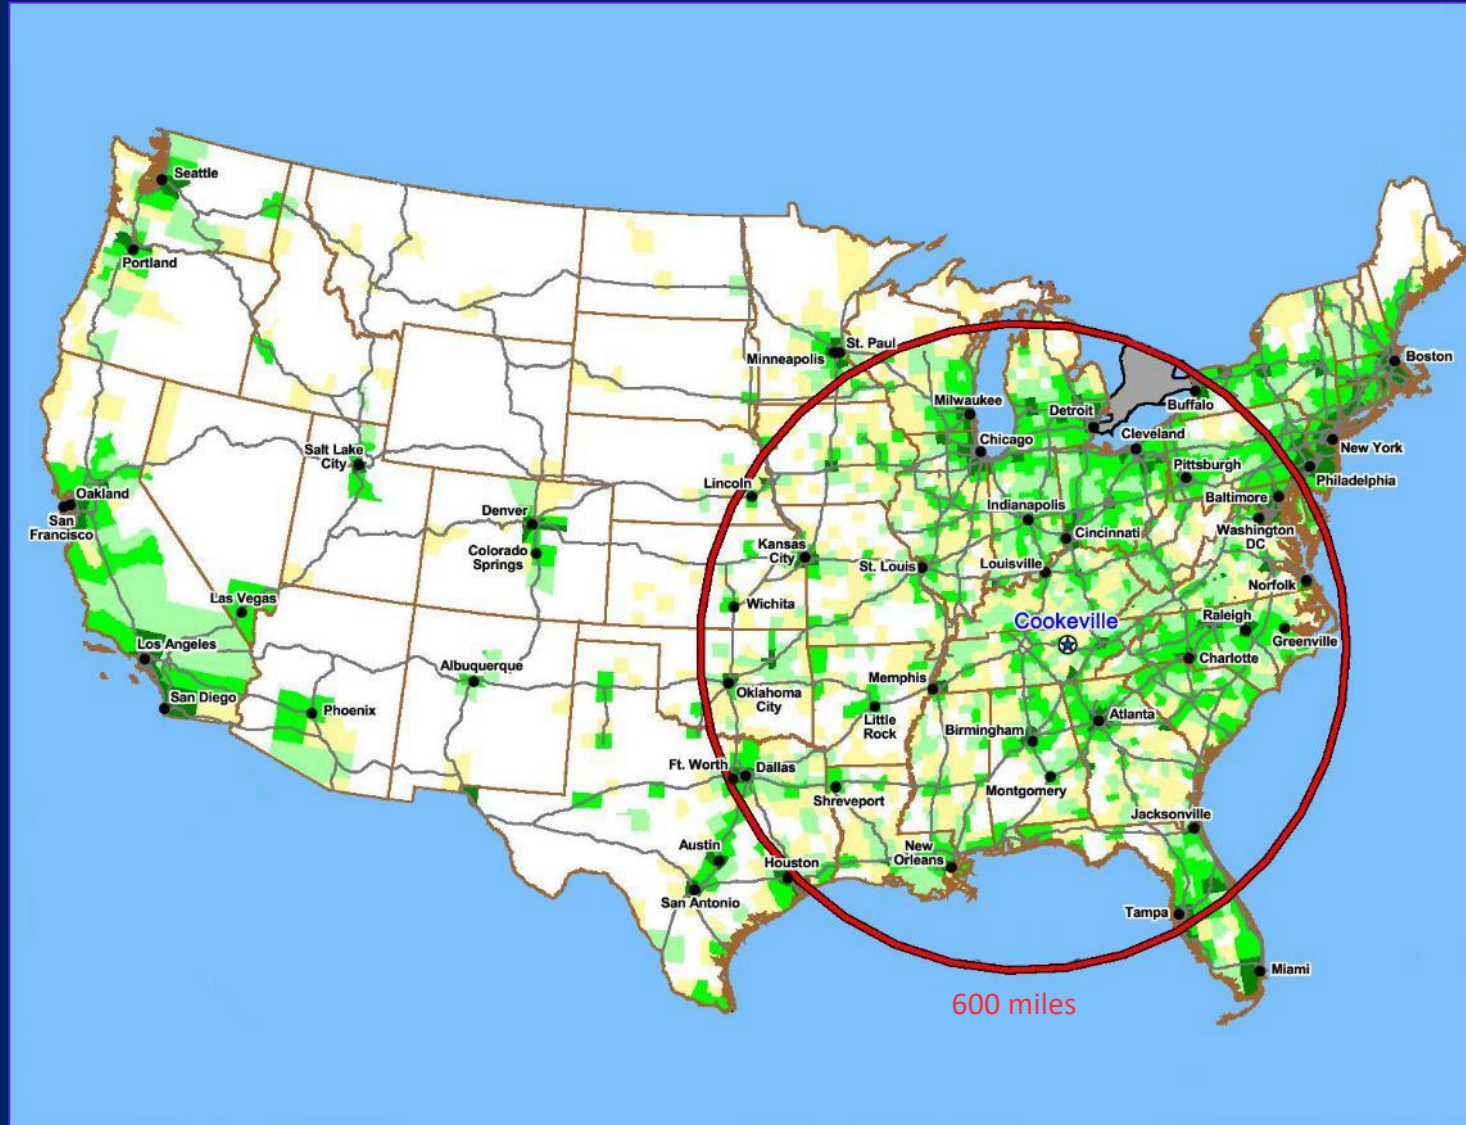 Seattle
Portland
Minneapolis
St. Paul
Boston
Milwaukee
Detroit
Buffalo
Chicago
Cleveland
New York
Salt Lake
City
Pittsburgh
Philadelphia
Lincoln
Oakland
San
Francisco
Denver
Indianapolis
Baltimore
Washington
DC
Cincinnati
Colorado
Springs
Kansas
City
St. Louis
Louisville
Norfolk
Las Vegas
Wichita
Cookeville
Raleigh
Greenville
Los Angeles
Albuquerque
Charlotte
Memphis
Oklahoma
City
San Diego
Phoenix
Little
Rock
Birmingham
Atlanta
Ft. Worth
Dallas
Shreveport
Montgomery
Jacksonville
Austin
Houston
New
Orleans
San Antonio
Tampa
Miami
600 miles